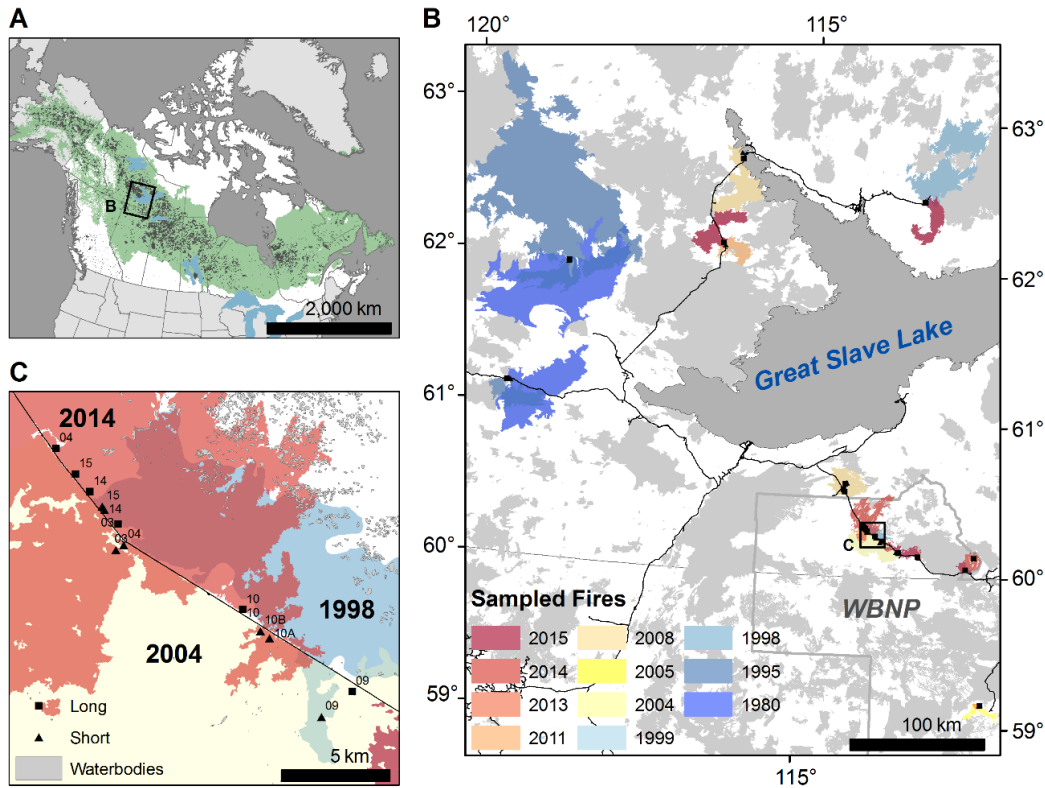 A
B
2,000 km
B
120°
115°
63°
62°
61°
60°
59°
63°
62°
61°
60°
59°
115°
Great Slave Lake
C
WBNP
Sampled Fires
2015
2014
2013
2011
2008
2005
2004
1999
1998
1995
1980
100 km
C
2014
04
15
14
15
14
03
04
03
10
10
10B
10A
1998
2004
09
09
Long
Short
Waterbodies
5 km